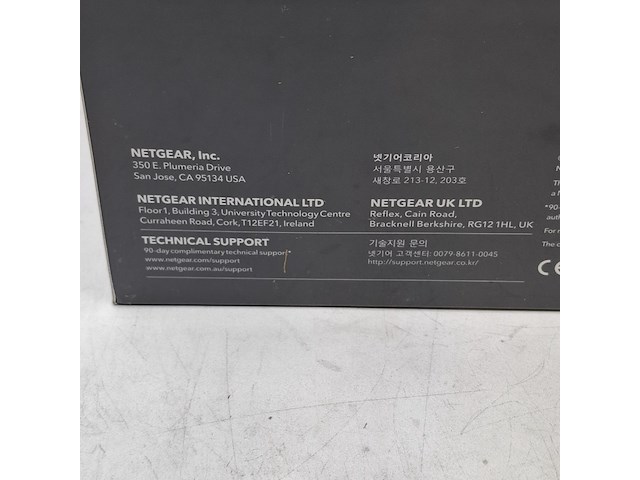 NETGEAR, Inc.
350 E. Plumeria Drive
San Jose, CA 95134 USA
넷기어코리아
서울특별시 용산구
새창로 213-12, 203호
NETGEAR INTERNATIONAL LTD
Floor1, Building 3, University Technology Centre
Curraheen Road, Cork, T12EF21, Ireland
NETGEAR UK LTD
Reflex, Cain Road,
Bracknell Berkshire, RG12 1HL, UK
TECHNICAL SUPPORT
90-day complimentary technical support*
www.netgear.com/support
www.netgear.com.au/support
기술지원 문의
넷기어 고객센터: 0079-8611-0045
http://support.netgear.co.kr/
CE